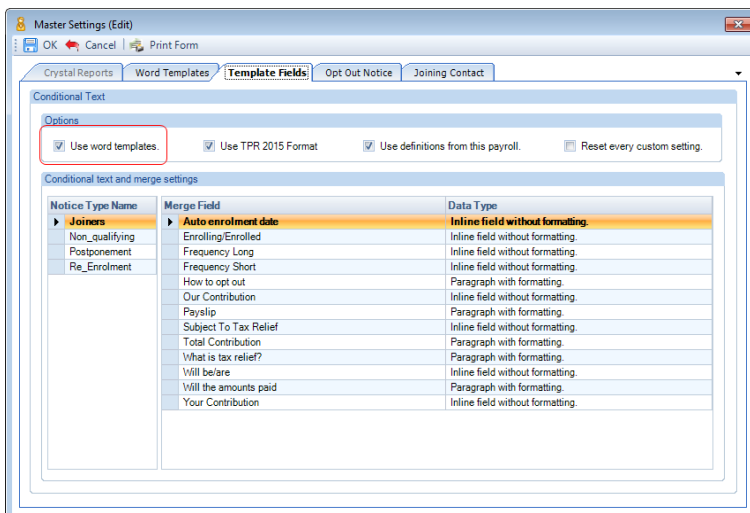 Master Settings (Edit)
OK Cancel Print Form
Crystal Reports Word Templates Template Fields Opt Out Notice Joining Contact
Conditional Text
Options
Use word templates. Use TPR 2015 Format Use definitions from this payroll. Reset every custom setting.
Conditional text and merge settings
Notice Type Name Merge Field Data Type
Joiners Auto enrolment date Inline field without formatting.
Non_qualifying Enrolling/Enrolled Inline field without formatting.
Postponement Frequency Long Inline field without formatting.
Re_Enrolment Frequency Short Inline field without formatting.
How to opt out Paragraph with formatting.
Our Contribution Inline field without formatting.
Payslip Paragraph with formatting.
Subject To Tax Relief Inline field without formatting.
Total Contribution Paragraph with formatting.
What is tax relief? Paragraph with formatting.
Will be/are Inline field without formatting.
Will the amounts paid Paragraph with formatting.
Your Contribution Inline field without formatting.